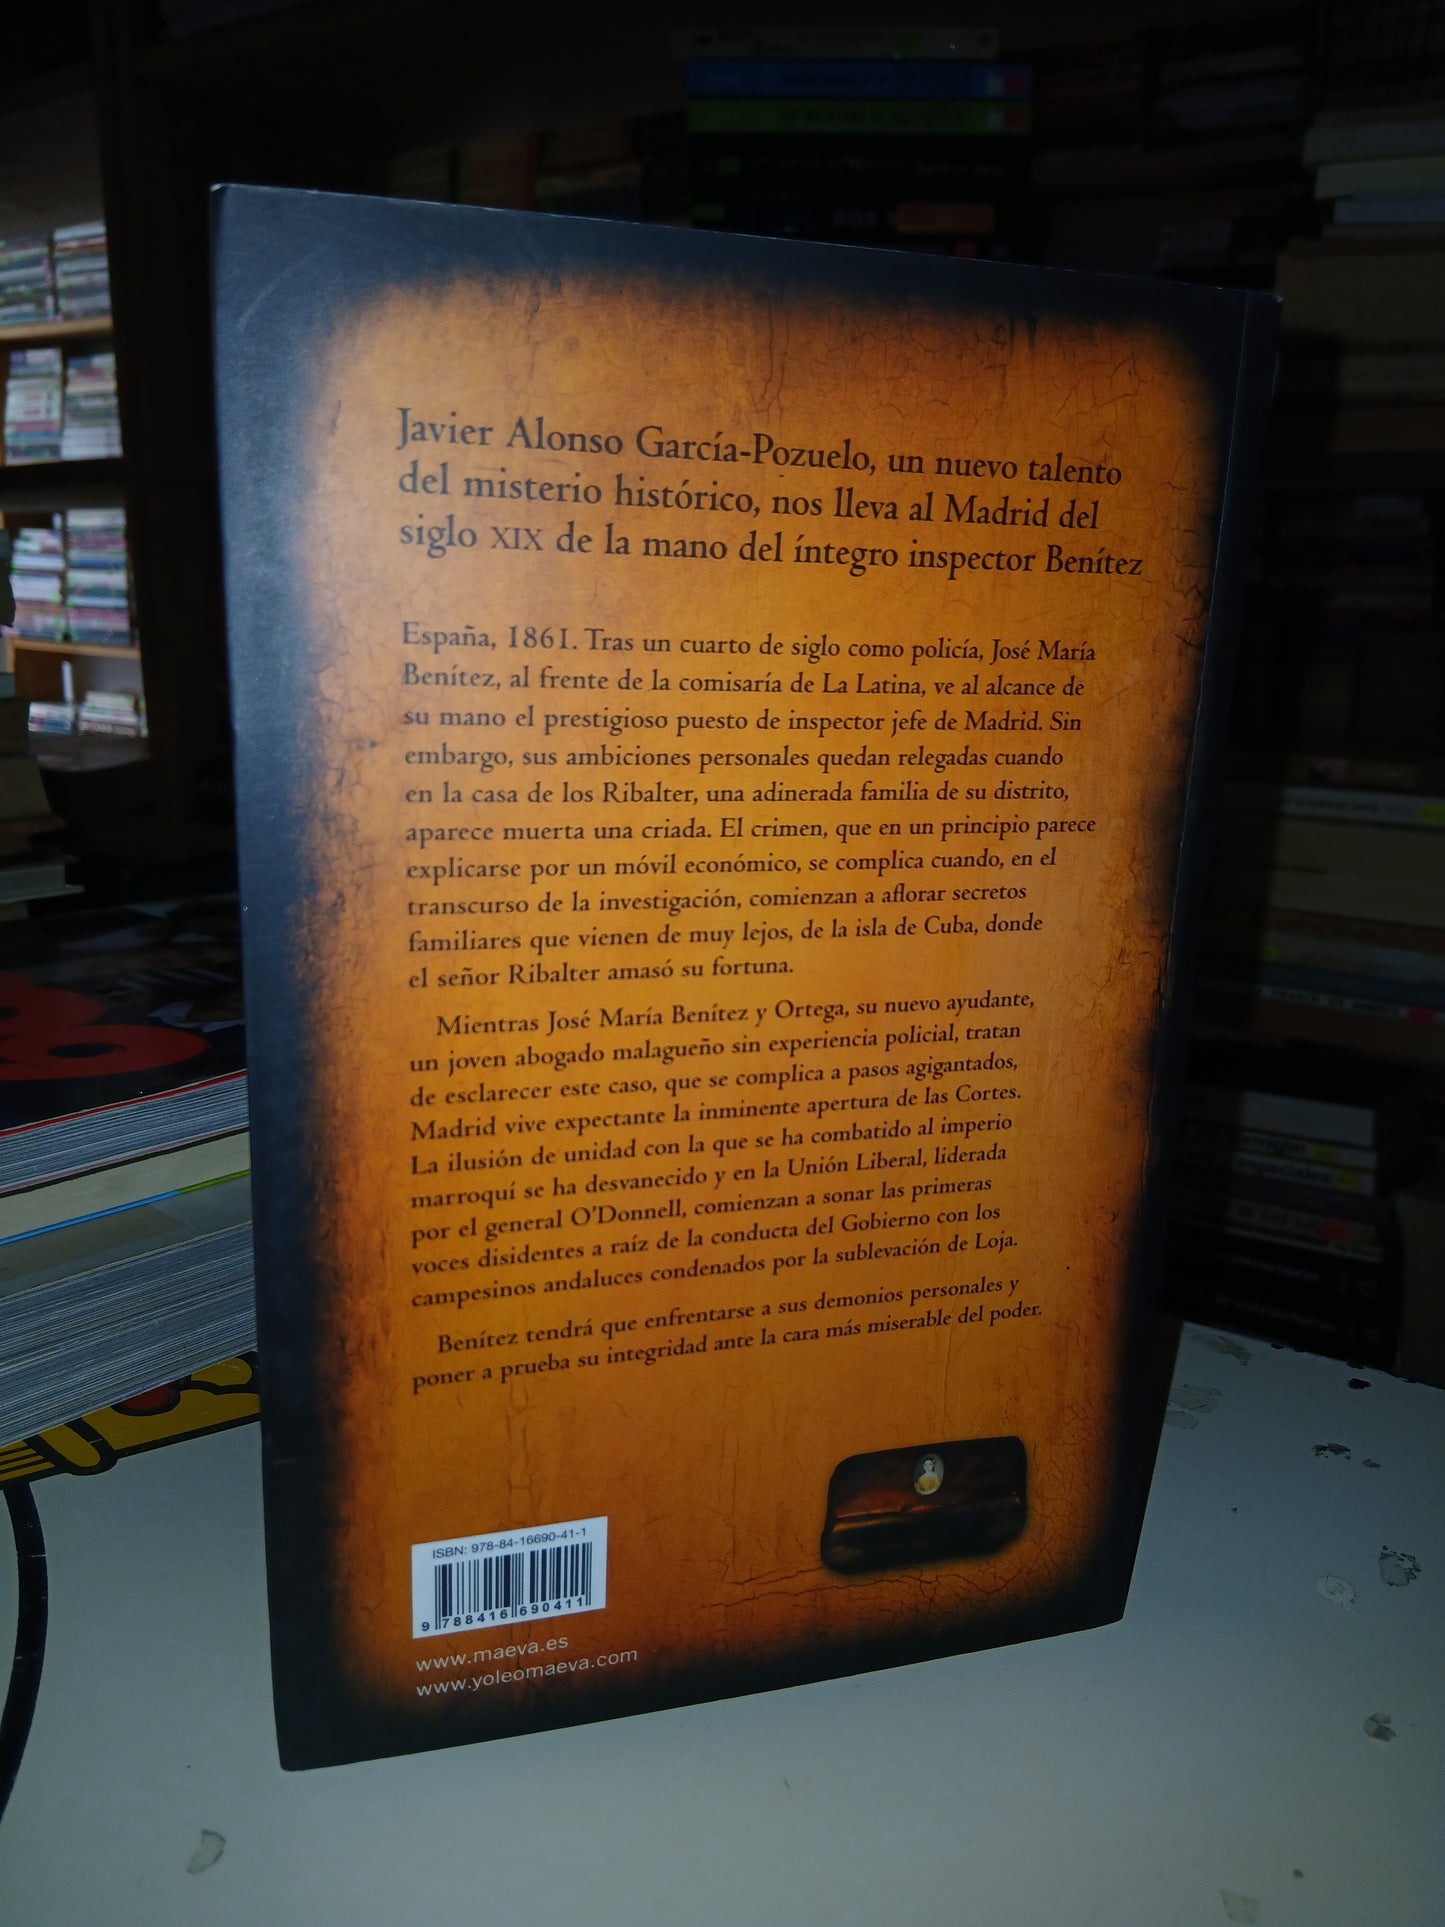 Javier Alonso García-Pozuelo, un nuevo talento
del misterio histórico, nos lleva al Madrid del
siglo XIX de la mano del íntegro inspector Benítez
España, 1861. Tras un cuarto de siglo como policía, José María
Benítez, al frente de la comisaría de La Latina, ve al alcance de
su mano el prestigioso puesto de inspector jefe de Madrid. Sin
embargo, sus ambiciones personales quedan relegadas cuando
en la casa de los Ribalter, una adinerada familia de su distrito,
aparece muerta una criada. El crimen, que en un principio parece
explicarse por un móvil económico, se complica cuando, en el
transcurso de la investigación, comienzan a aflorar secretos
familiares que vienen de muy lejos, de la isla de Cuba, donde
el señor Ribalter amasó su fortuna.
Mientras José María Benítez y Ortega, su nuevo ayudante,
un joven abogado malagueño sin experiencia policial, tratan
de esclarecer este caso, que se complica a pasos agigantados,
Madrid vive expectante la inminente apertura de las Cortes.
La ilusión de unidad con la que se ha combatido al imperio
marroquí se ha desvanecido y en la Unión Liberal, liderada
por el general O'Donnell, comienzan a sonar las primeras
voces disidentes a raíz de la conducta del Gobierno con los
campesinos andaluces condenados por la sublevación de Loja.
Benítez tendrá que enfrentarse a sus demonios personales y
poner a prueba su integridad ante la cara más miserable del poder.
ISBN: 978-84-16690-41-1
9 788416 690411
www.maeva.es
www.yoleomaeva.com